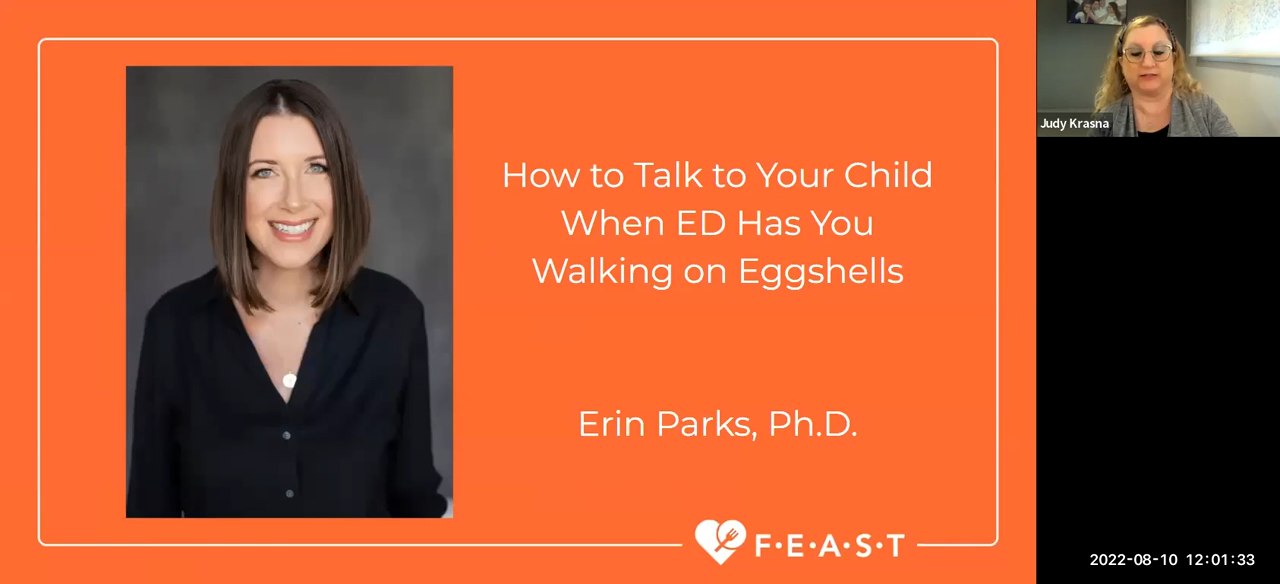 How to Talk to Your Child
When ED Has You
Walking on Eggshells
Erin Parks, Ph.D.
F·E·A·S·T
Judy Krasna
2022-08-10 12:01:33